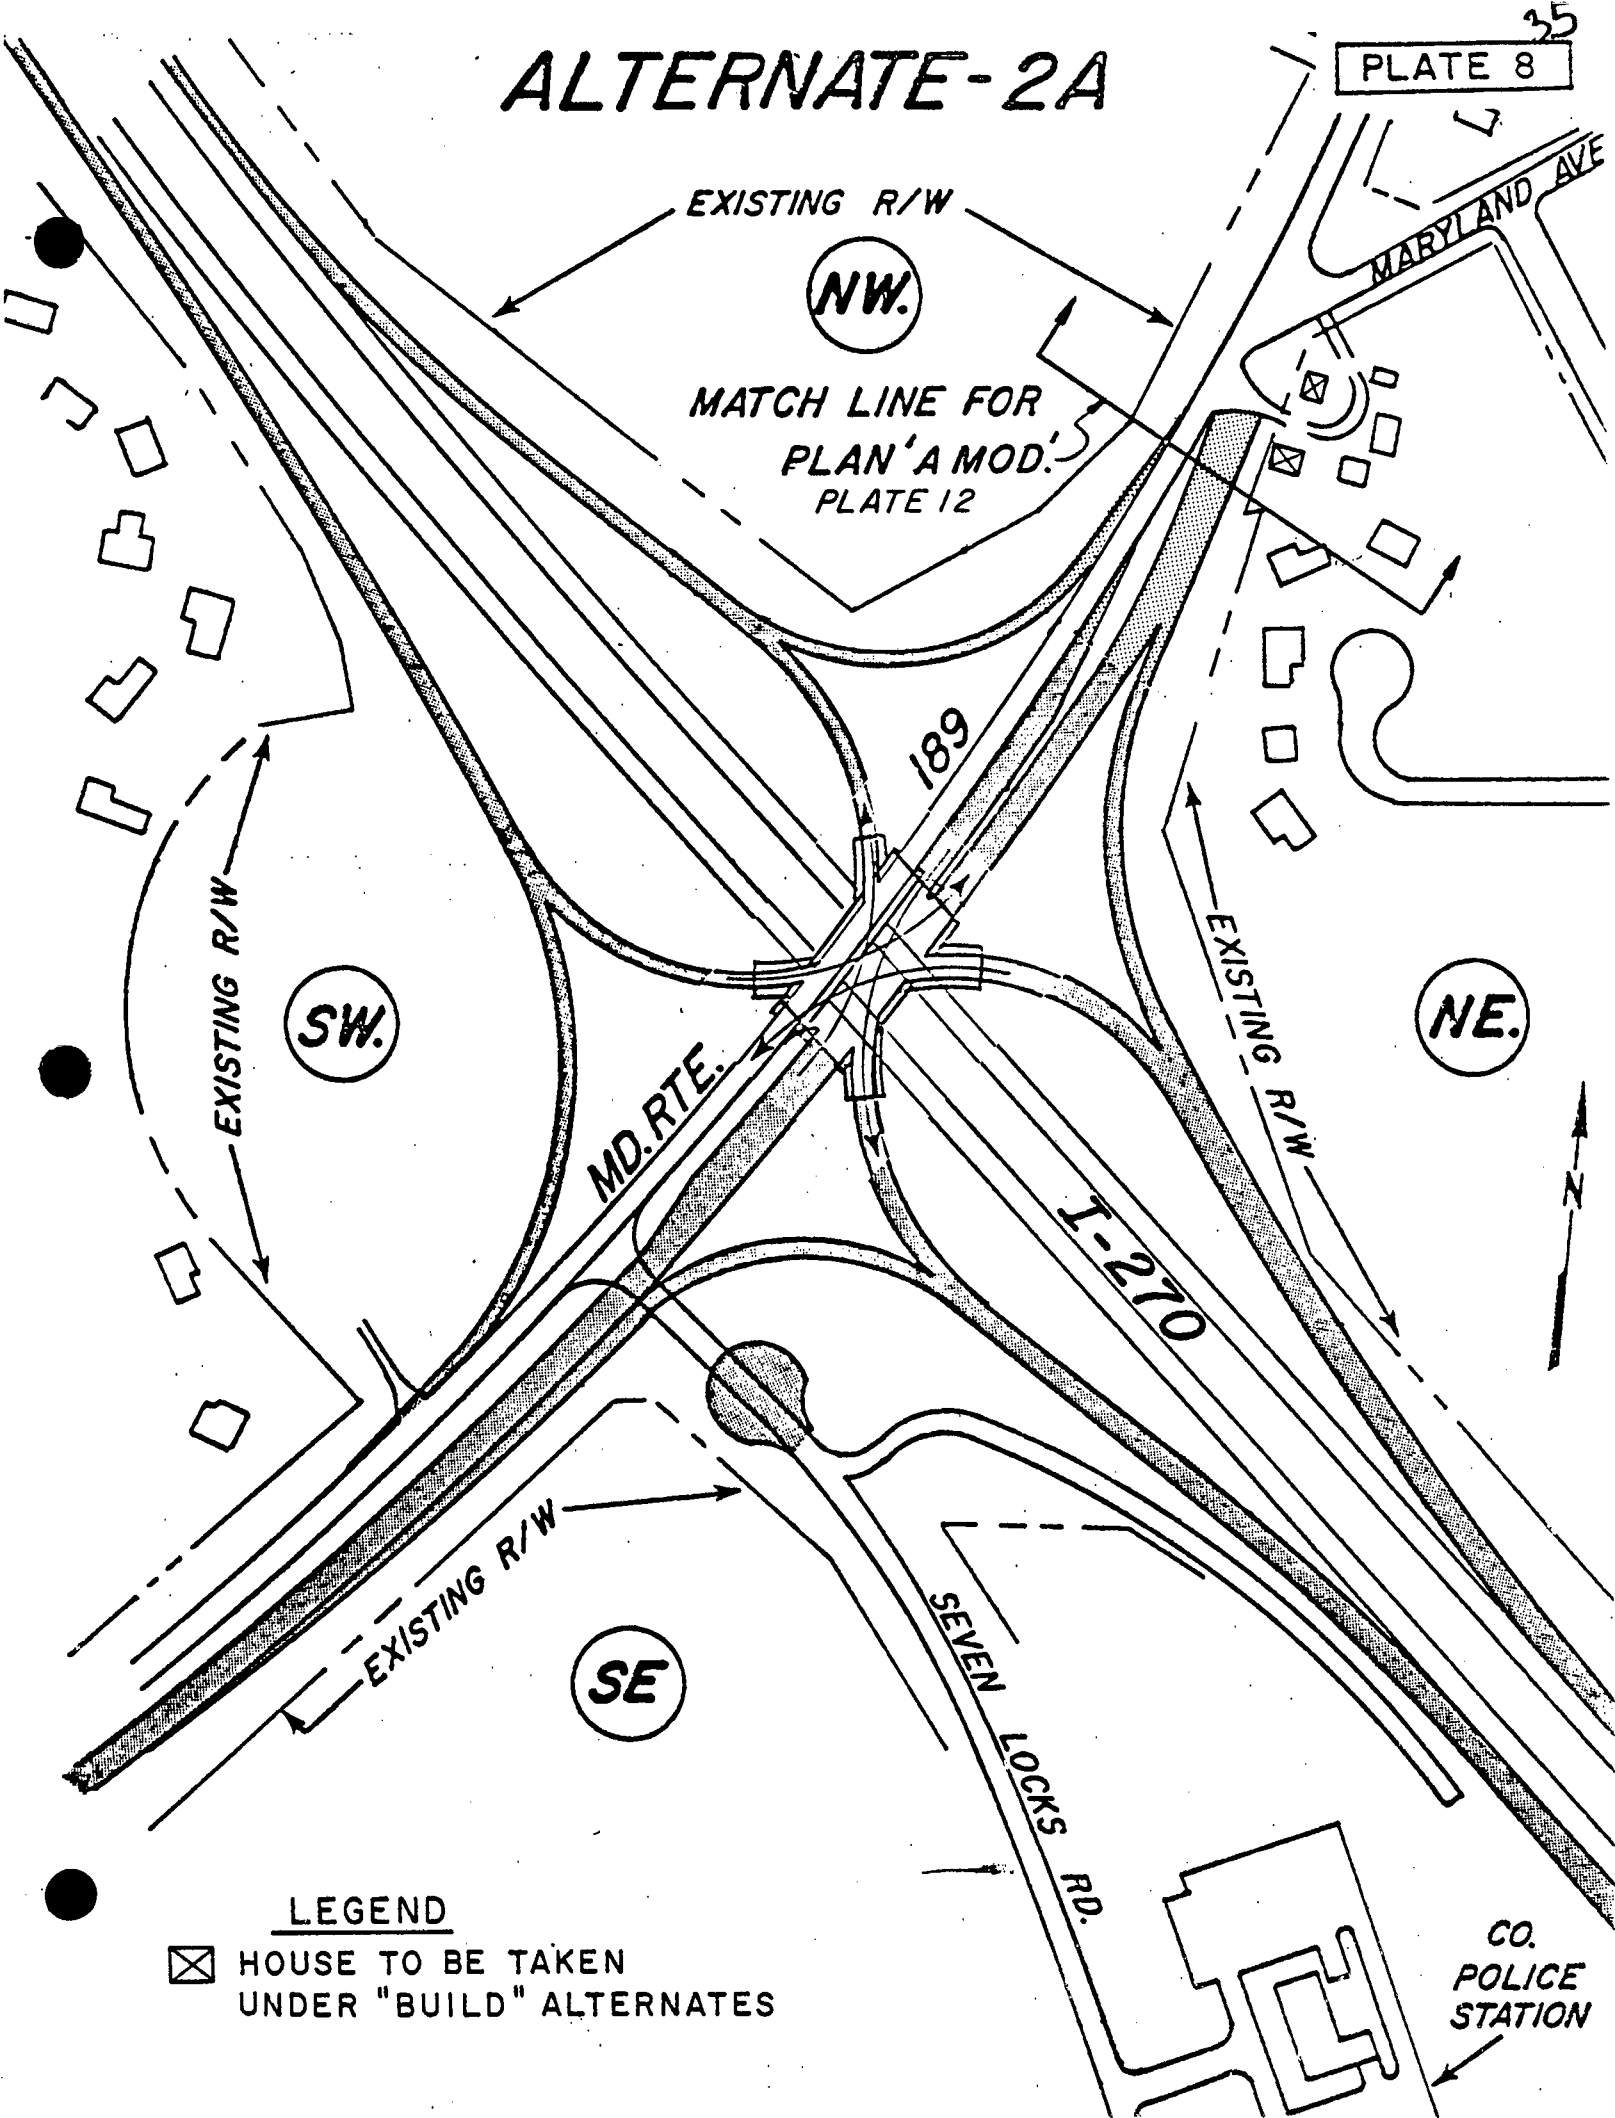 35
PLATE 8
ALTERNATE-2A
MARYLAND AVE
EXISTING R/W
NW.
MATCH LINE FOR
PLAN 'A MOD.'
PLATE 12
189
EXISTING R/W
EXISTING R/W
SW.
NE.
MD. RTE.
N
I-270
EXISTING R/W
SEVEN LOCKS RD.
SE
LEGEND
HOUSE TO BE TAKEN
UNDER "BUILD" ALTERNATES
CO.
POLICE
STATION